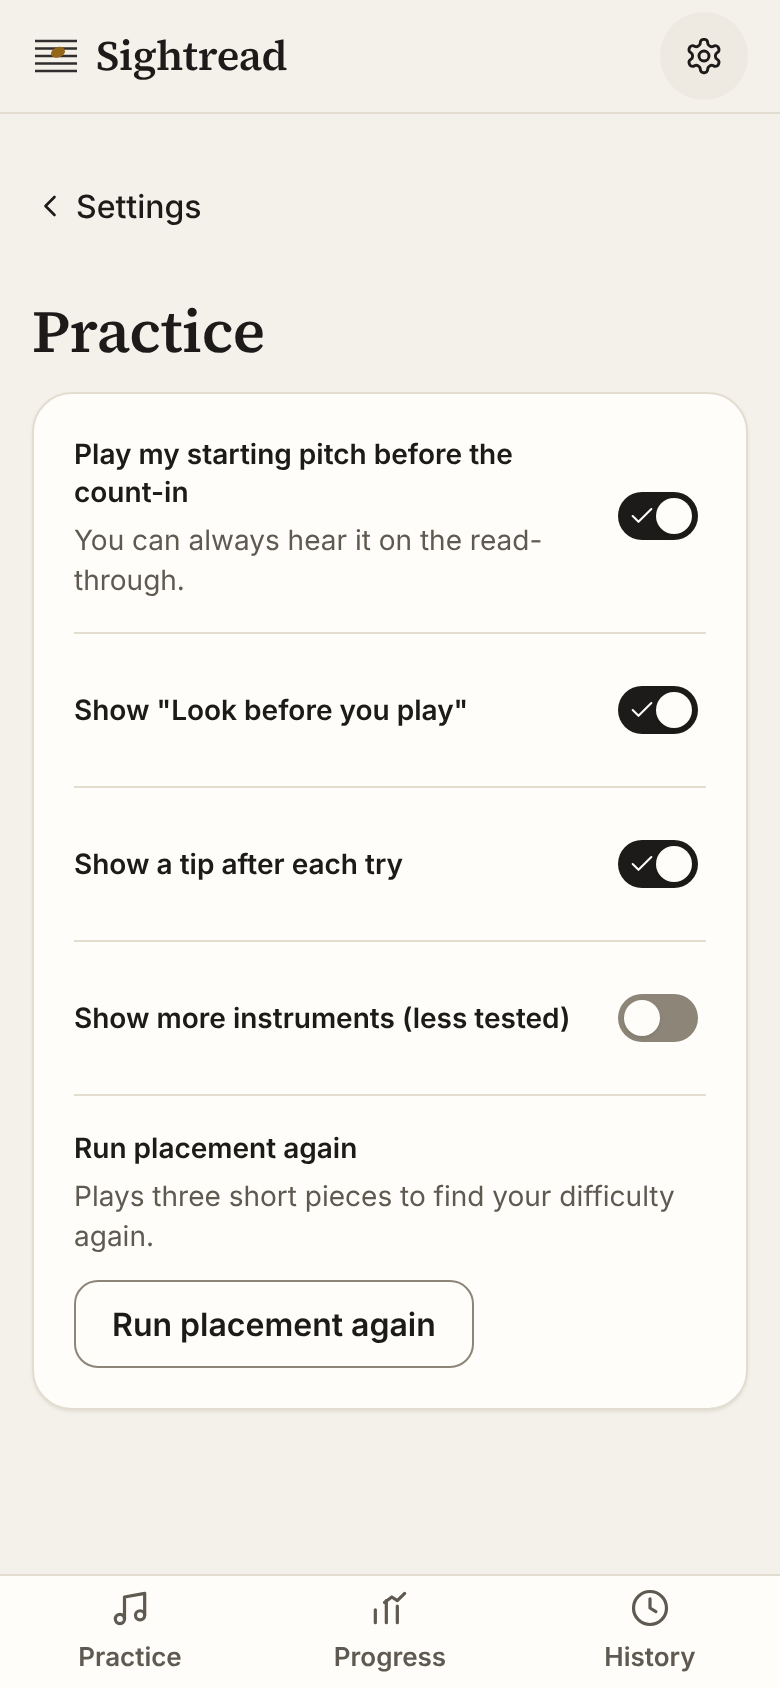 Sightread
Settings
Practice
Play my starting pitch before the
count-in
You can always hear it on the read-
through.
Show "Look before you play"
Show a tip after each try
Show more instruments (less tested)
Run placement again
Plays three short pieces to find your difficulty
again.
Run placement again
Practice
Progress
History